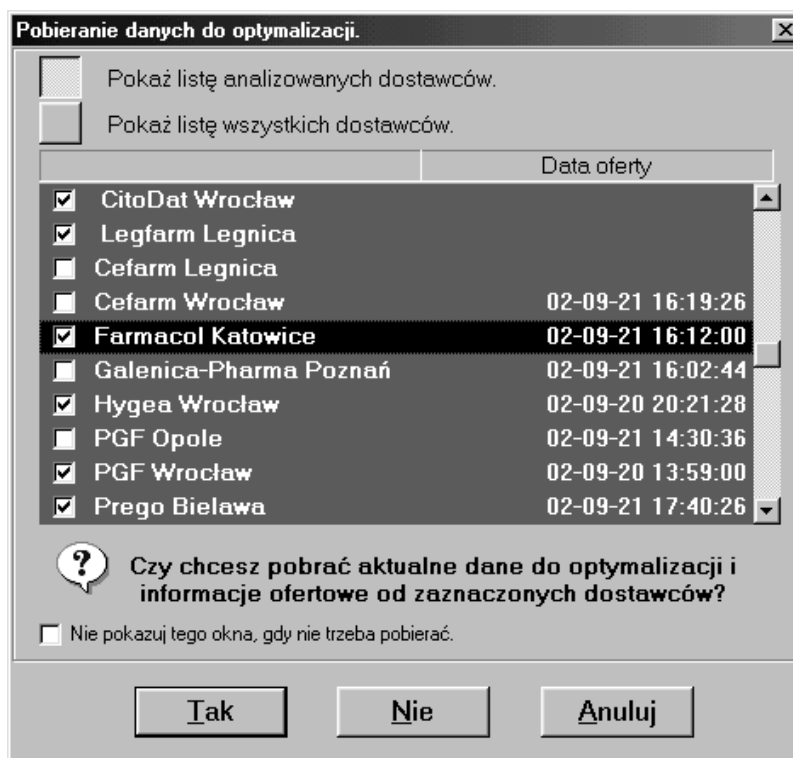 Pobieranie danych do optymalizacji.
Pokaż listę analizowanych dostawców.
Pokaż listę wszystkich dostawców.
Data oferty
CitoDat Wrocław
Legfarm Legnica
Cefarm Legnica
Cefarm Wrocław 02-09-21 16:19:26
Farmacol Katowice 02-09-21 16:12:00
Galenica-Pharma Poznań 02-09-21 16:02:44
Hygea Wrocław 02-09-20 20:21:28
PGF Opole 02-09-21 14:30:36
PGF Wrocław 02-09-20 13:59:00
Prego Bielawa 02-09-21 17:40:26
Czy chcesz pobrać aktualne dane do optymalizacji i
informacje ofertowe od zaznaczonych dostawców?
Nie pokazuj tego okna, gdy nie trzeba pobierać.
Tak Nie Anuluj